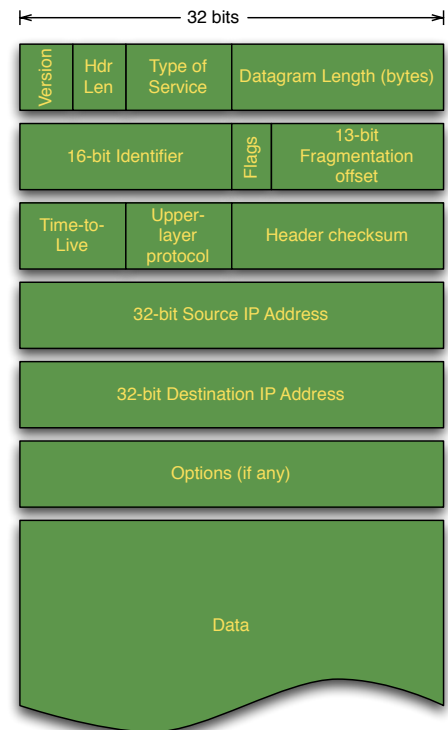 32 bits
Version
Hdr
Len
Type of
Service
Datagram Length (bytes)
16-bit Identifier
Flags
13-bit
Fragmentation
offset
Time-to-
Live
Upper-
layer
protocol
Header checksum
32-bit Source IP Address
32-bit Destination IP Address
Options (if any)
Data